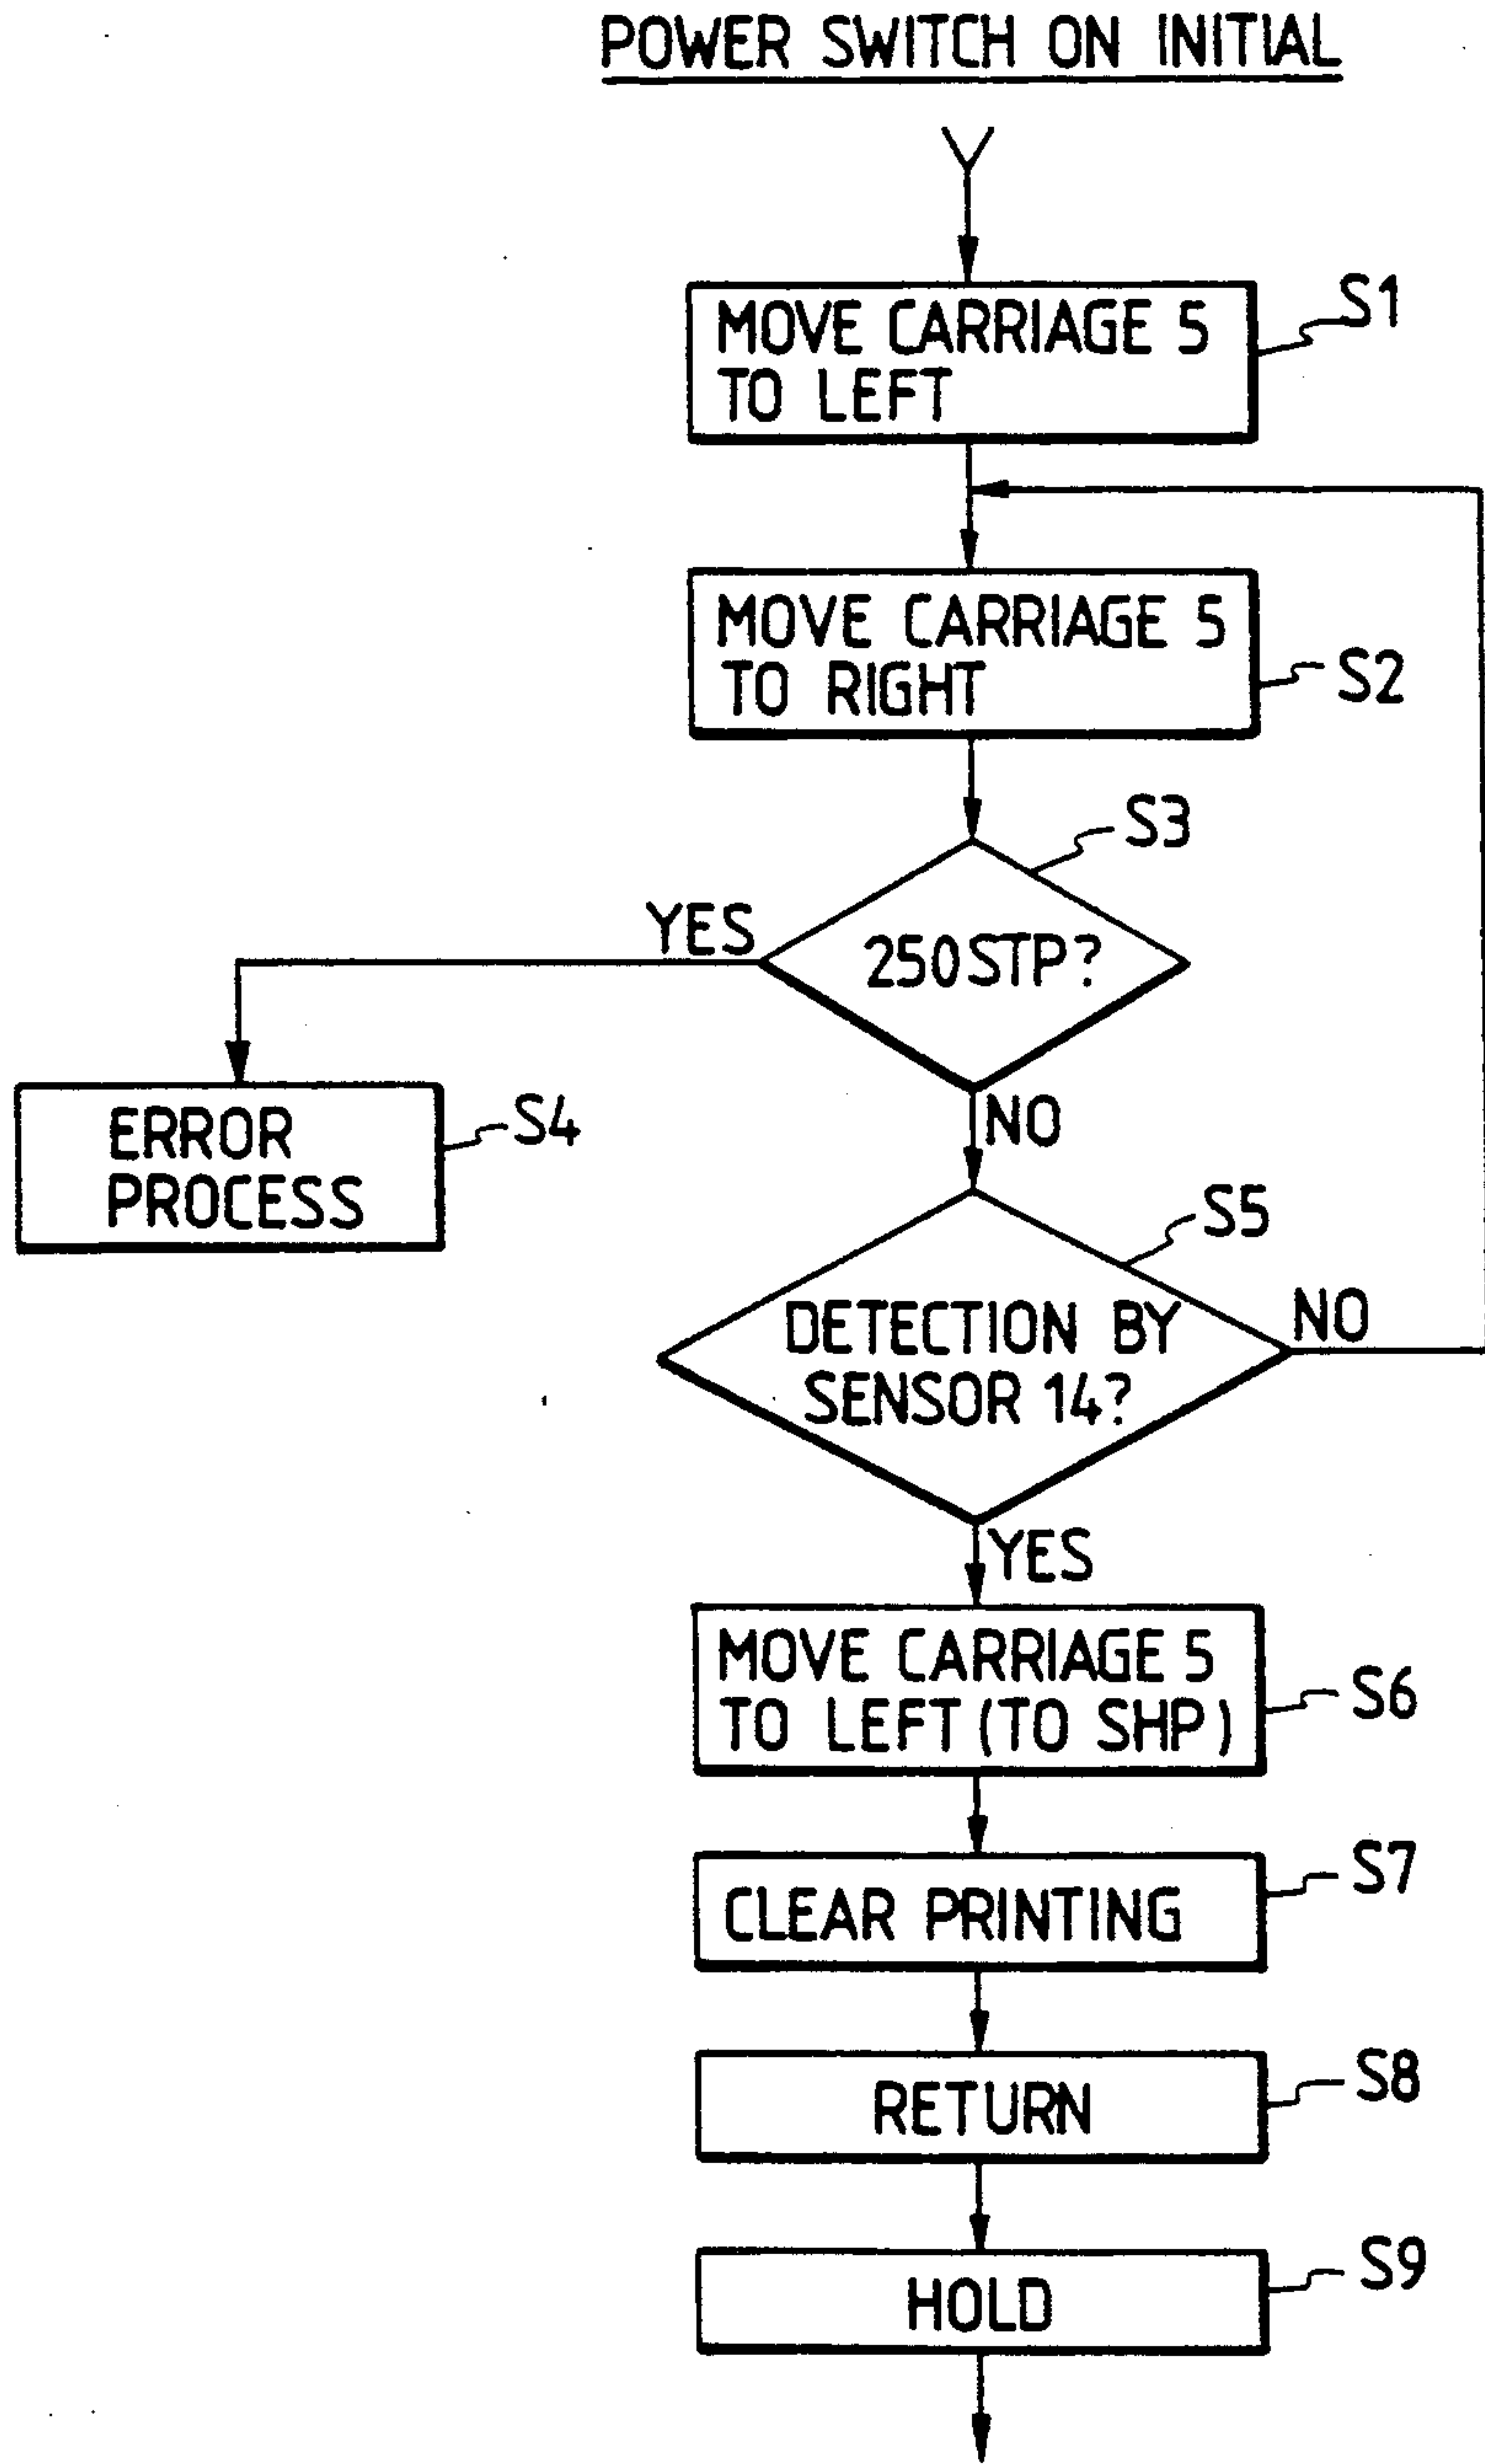 POWER SWITCH ON INITIAL
MOVE CARRIAGE 5
TO LEFT
S1
MOVE CARRIAGE 5
TO RIGHT
S2
S3
YES
250STP?
ERROR
PROCESS
S4
NO
S5
DETECTION BY
SENSOR 14?
NO
YES
MOVE CARRIAGE 5
TO LEFT (TO SHP)
S6
CLEAR PRINTING
S7
RETURN
S8
HOLD
S9